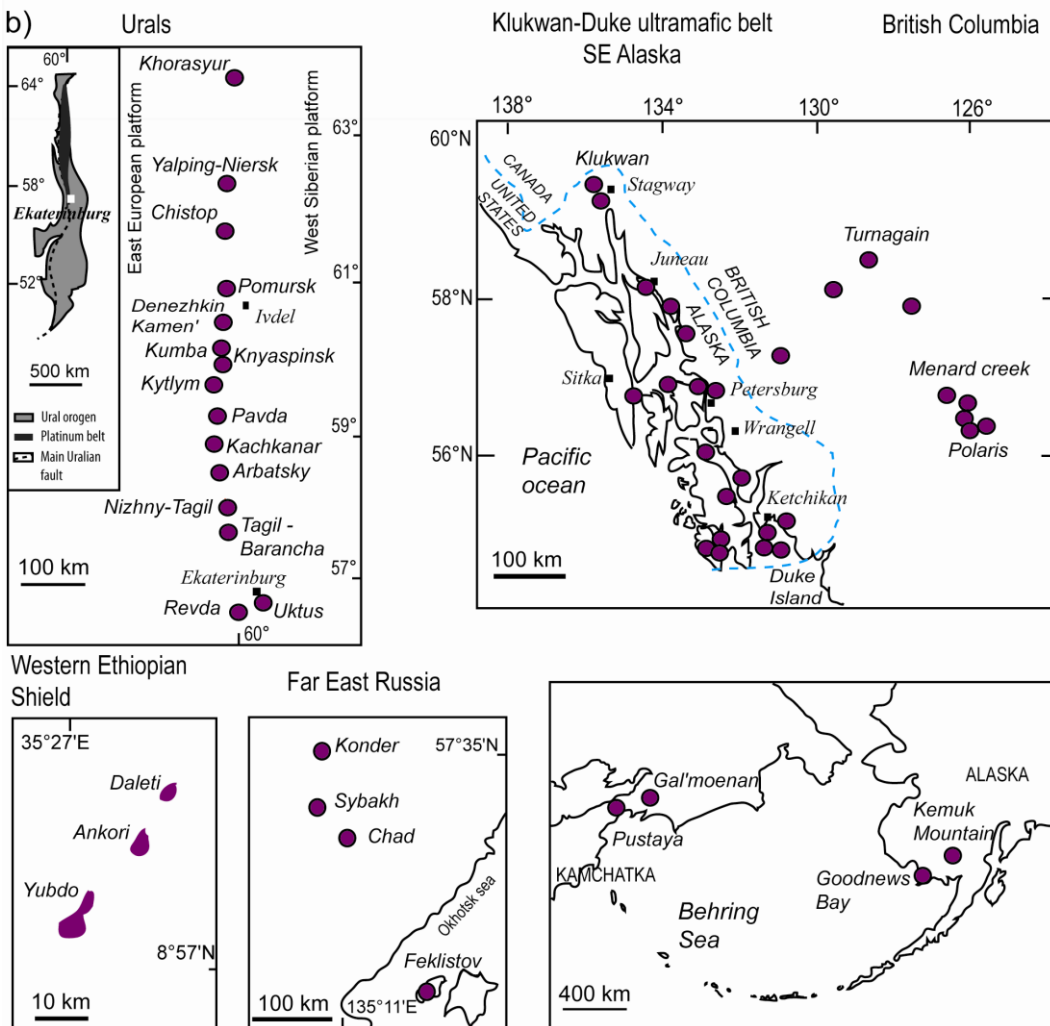 b)
Urals
60°
64°
58°
Ekaterinburg
52°
500 km
Ural orogen
Platinum belt
Main Uralian
fault
100 km
East European platform
West Siberian platform
Khorasyur
63°
Yalping-Niersk
Chistop
61°
Pomursk
Denezhkin
Kamen'
Ivdel
Kumba
Knyaspinsk
Kytlym
Pavda
59°
Kachkanar
Arbatsky
Nizhny-Tagil
Tagil -
Barancha
57°
Ekaterinburg
Revda
Uktus
60°
Klukwan-Duke ultramafic belt
SE Alaska
British Columbia
138°
134°
130°
126°
60°N
58°N
56°N
CANADA
UNITED
STATES
Klukwan
Stagway
Juneau
BRITISH
COLUMBIA
ALASKA
Turnagain
Sitka
Petersburg
Wrangell
Menard creek
Polaris
Pacific
ocean
Ketchikan
100 km
Duke
Island
Western Ethiopian
Shield
35°27'E
Daleti
Ankori
Yubdo
8°57'N
10 km
Far East Russia
57°35'N
Konder
Sybakh
Chad
Okhotsk sea
Feklistov
100 km
135°11'E
Gal'moenan
Pustaya
KAMCHATKA
ALASKA
Kemuk
Mountain
Goodnews
Bay
Behring
Sea
400 km